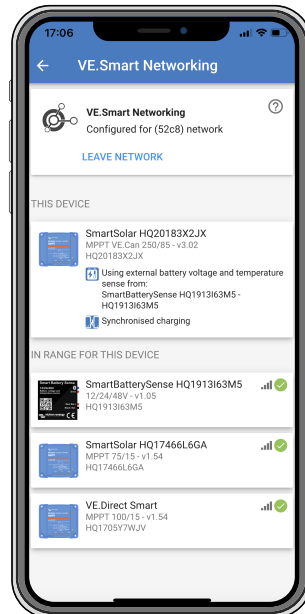 17:06
VE.Smart Networking
VE.Smart Networking
Configured for (52c8) network
LEAVE NETWORK
THIS DEVICE
SmartSolar HQ20183X2JX
MPPT VE.Can 250/85 - v3.02
HQ20183X2JX
Using external battery voltage and temperature
sense from:
SmartBatterySense HQ1913I63M5 -
HQ1913I63M5
Synchronised charging
IN RANGE FOR THIS DEVICE
SmartBatterySense HQ1913I63M5
12/24/48V - v1.05
HQ1913I63M5
Smart Battery Sense
SmartSolar HQ17466L6GA
MPPT 75/15 - v1.54
HQ17466L6GA
VE.Direct Smart
MPPT 100/15 - v1.54
HQ1705Y7WJV